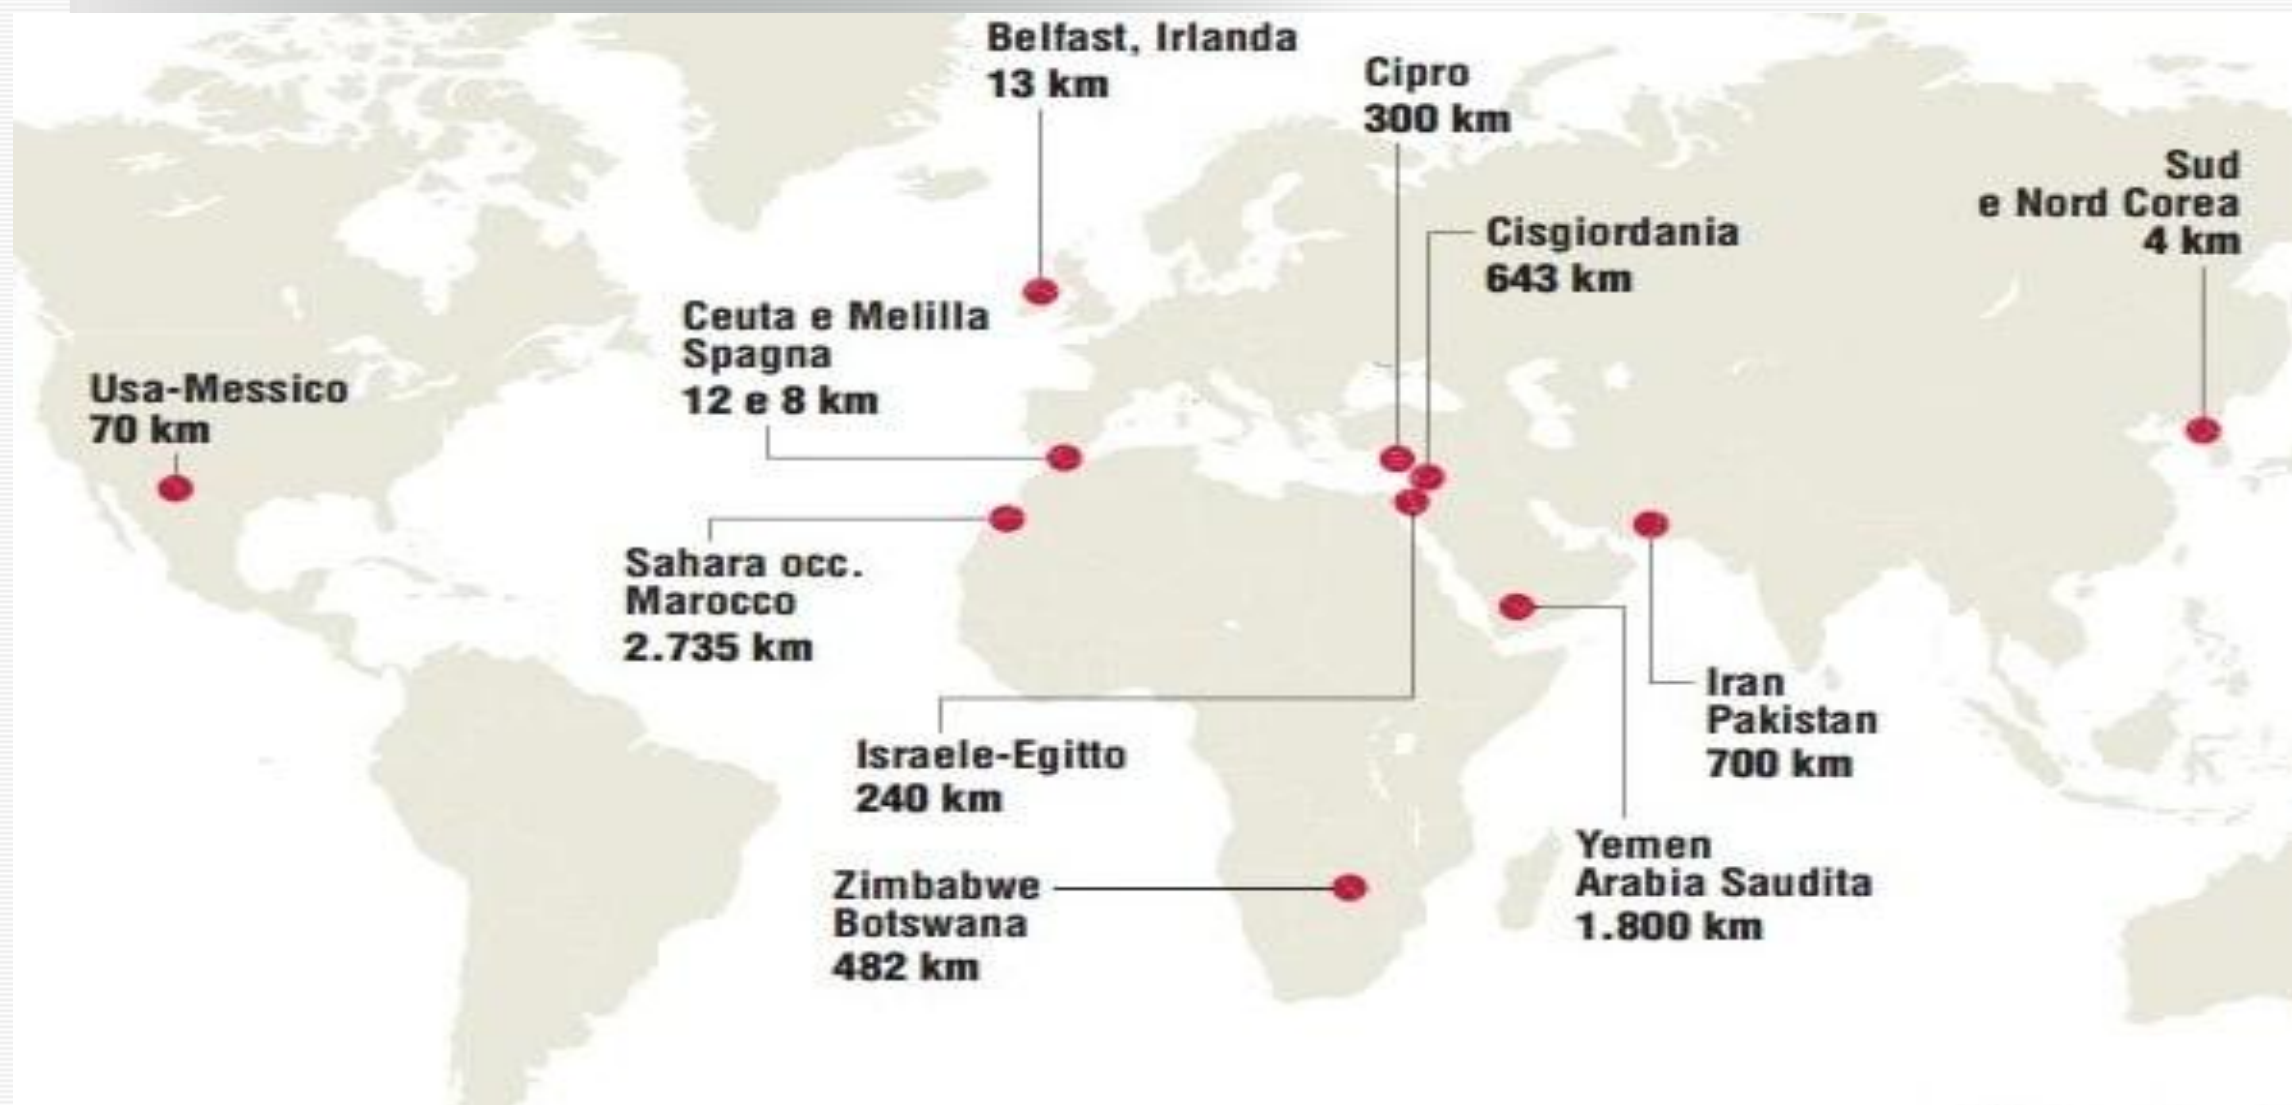 Belfast, Irlanda
13 km
Cipro
300 km
Sud
e Nord Corea
4 km
Cisgiordania
643 km
Ceuta e Melilla
Spagna
12 e 8 km
Usa-Messico
70 km
Sahara occ.
Marocco
2.735 km
Iran
Pakistan
700 km
Israele-Egitto
240 km
Yemen
Arabia Saudita
1.800 km
Zimbabwe
Botswana
482 km